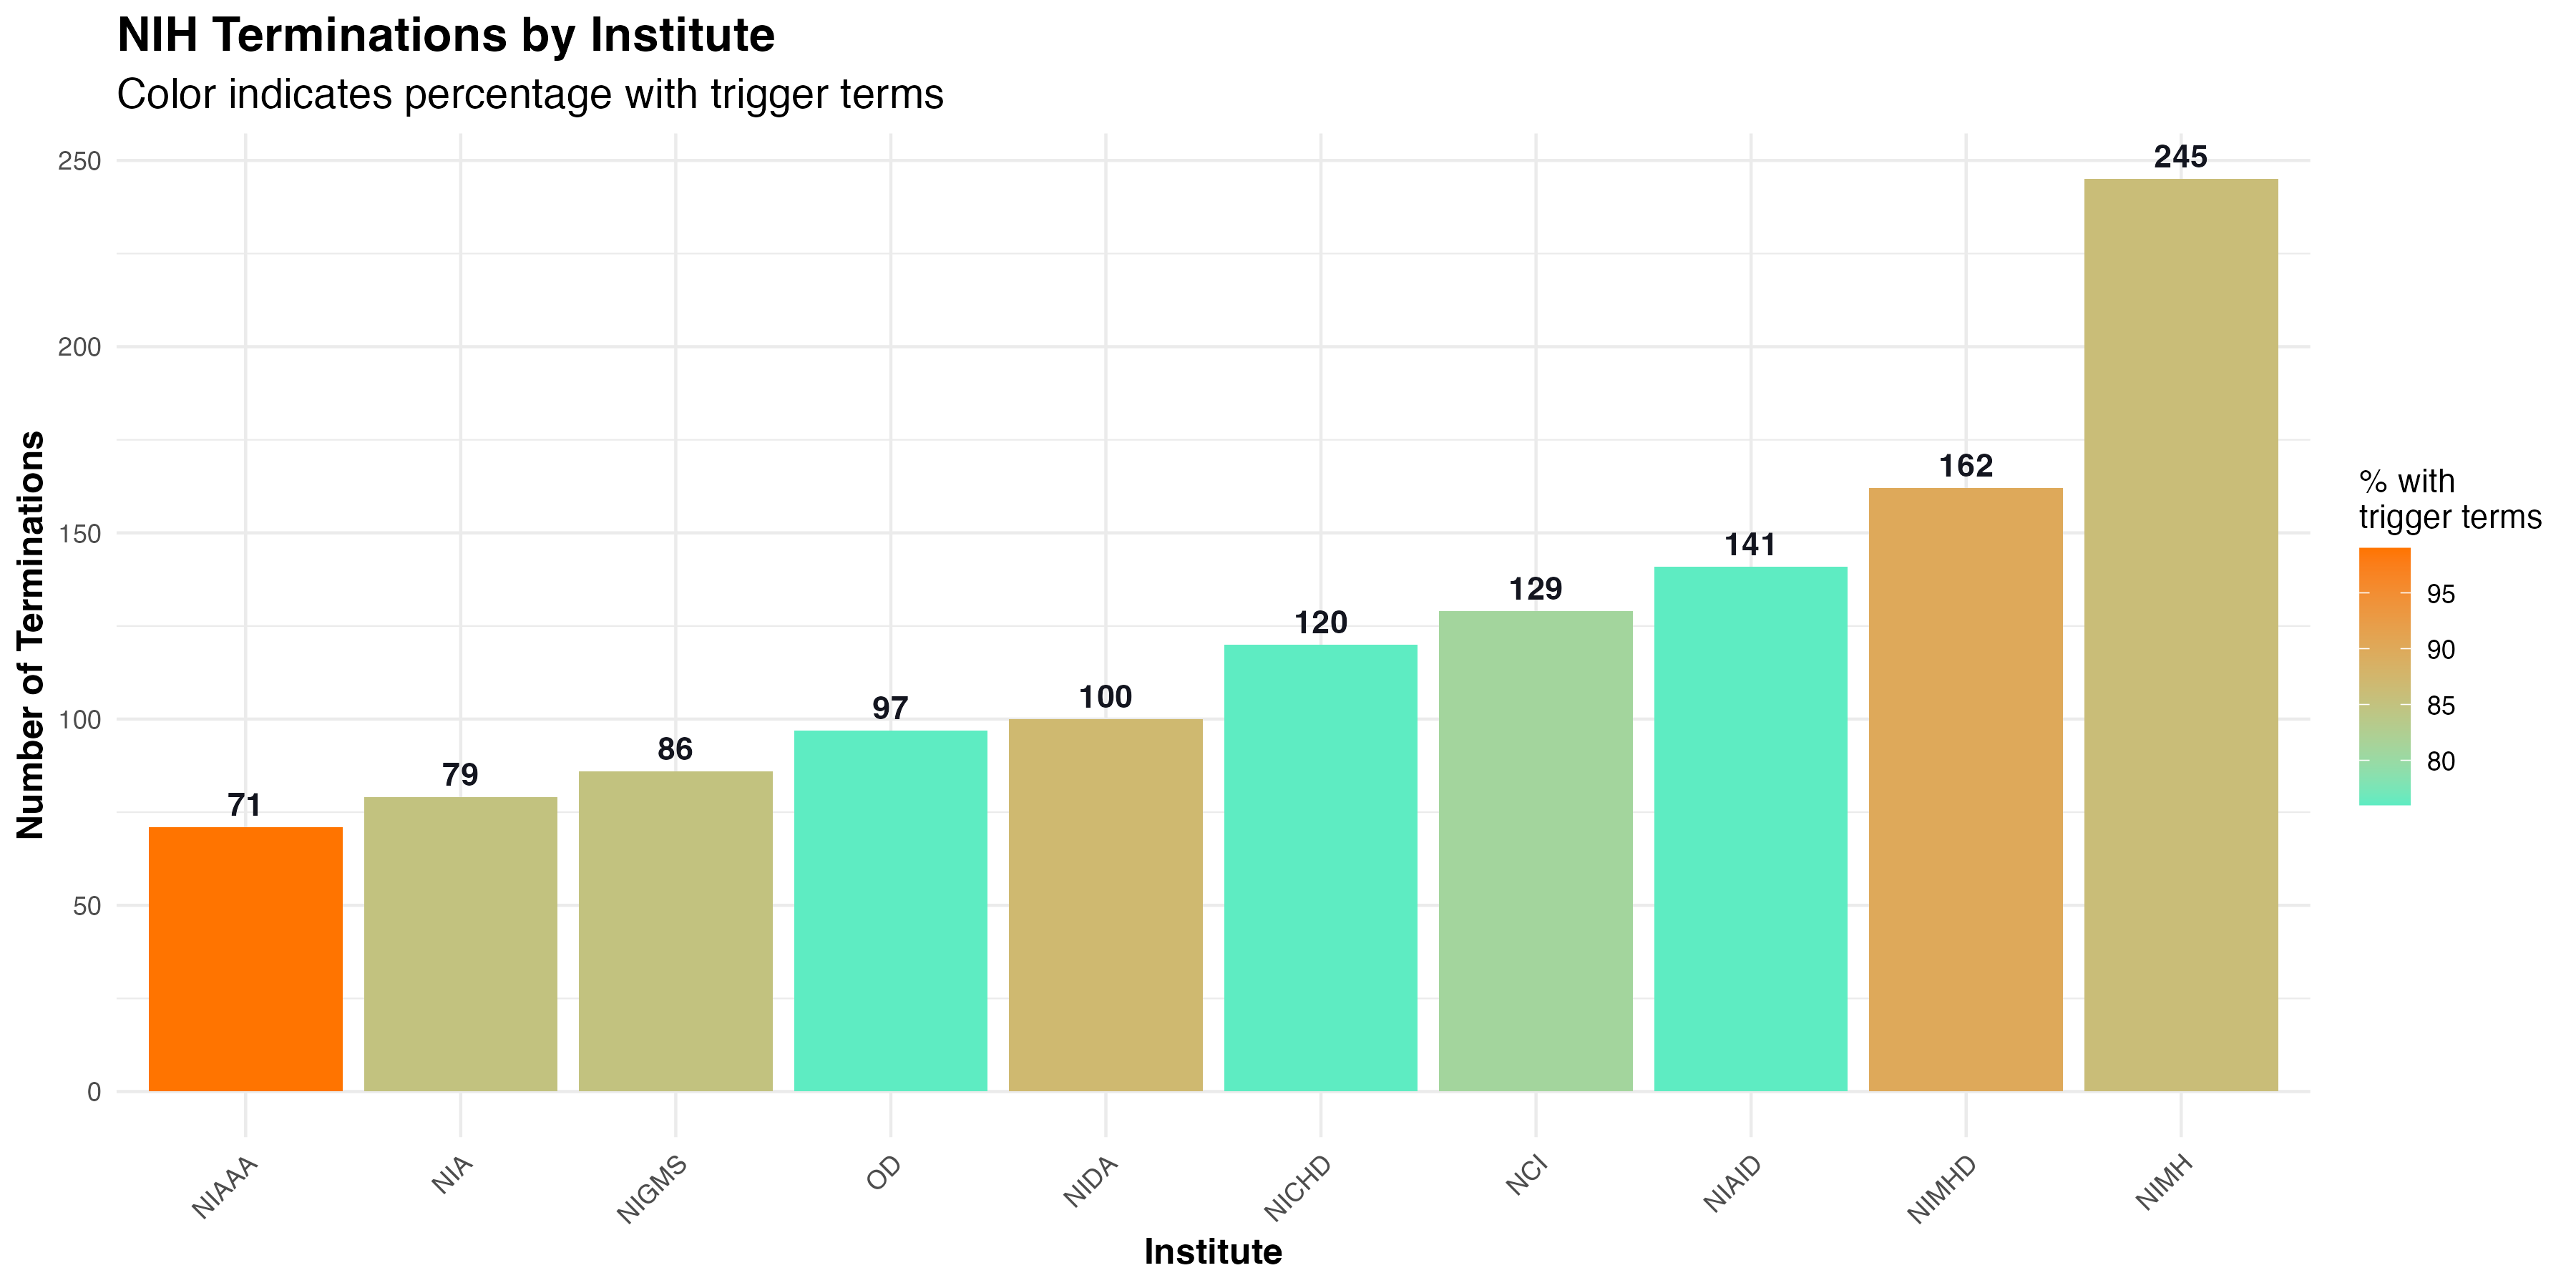 NIH Terminations by Institute
Color indicates percentage with trigger terms
Number of Terminations
250
200
150
100
50
0
71
79
86
97
100
120
129
141
162
245
NIAAA
NIA
NIGMS
OD
NIDA
NICHD
NCI
NIAID
NIMHD
NIMH
Institute
% with
trigger terms
95
90
85
80